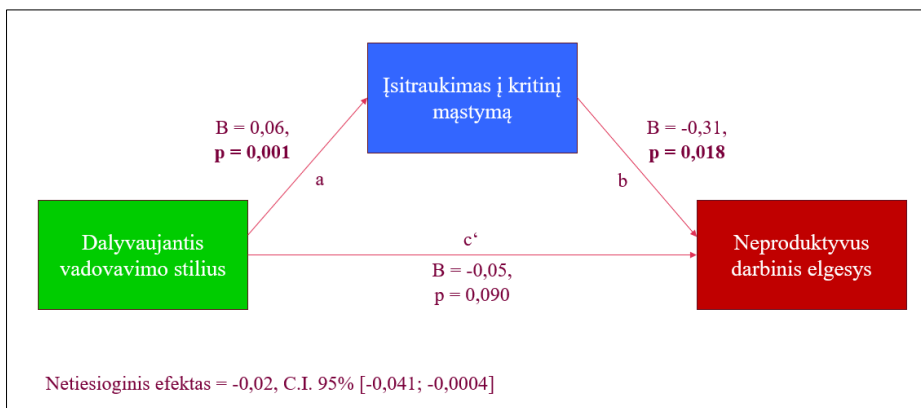 Įsitraukimas į kritinį
mąstymą
B = 0,06,
p = 0,001
B = -0,31,
p = 0,018
a
b
Dalyvaujantis
vadovavimo stilius
c‘
B = -0,05,
p = 0,090
Neproduktyvus
darbinis elgesys
Netiesioginis efektas = -0,02, C.I. 95% [-0,041; -0,0004]